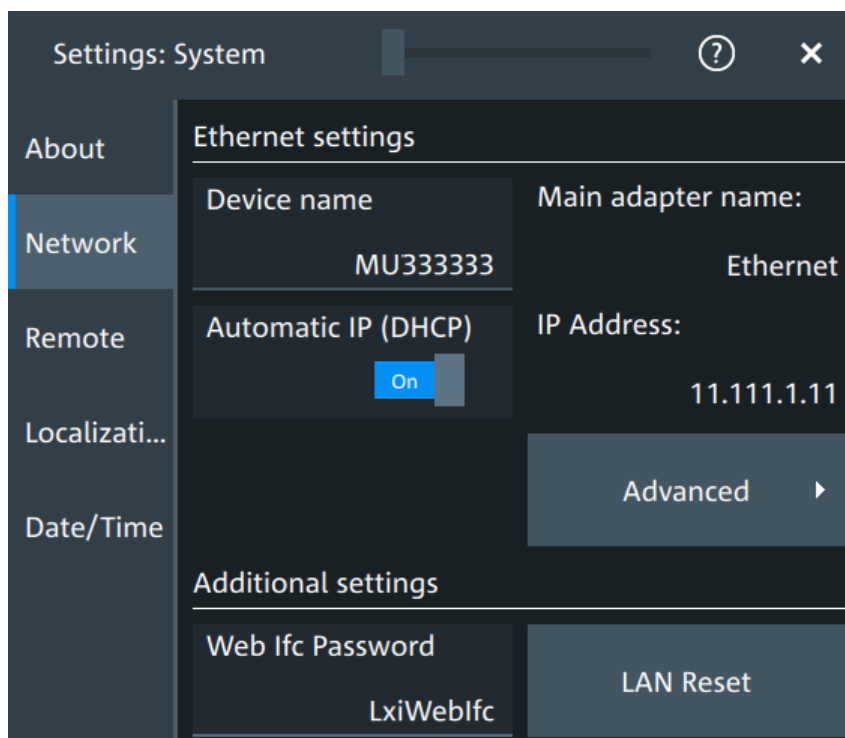 Settings: System
?
×
About
Network
Remote
Localizati...
Date/Time
Ethernet settings
Device name
MU333333
Main adapter name:
Ethernet
Automatic IP (DHCP)
On
IP Address:
11.111.1.11
Advanced
Additional settings
Web Ifc Password
LxiWebIfc
LAN Reset